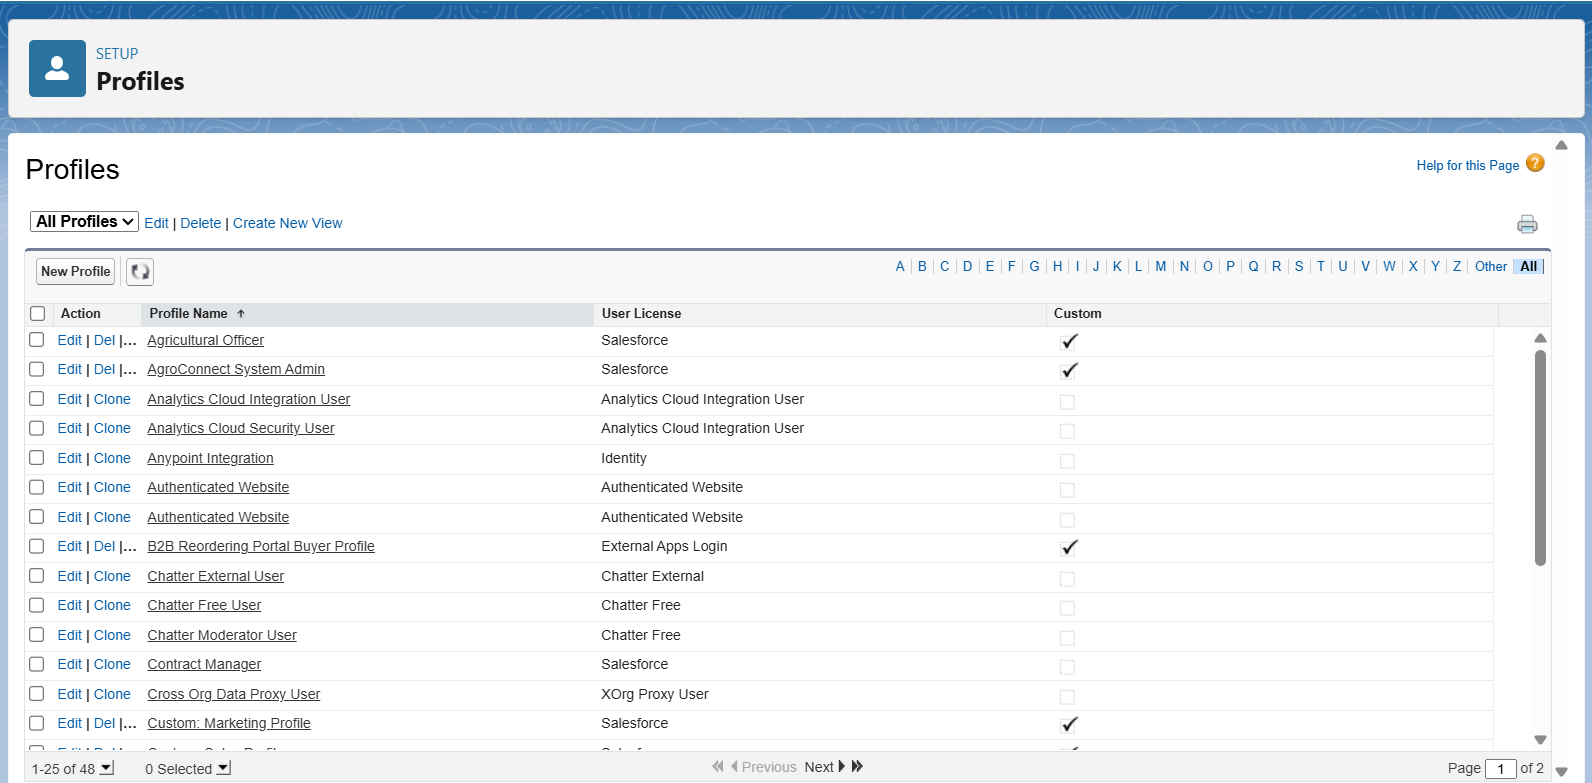 SETUP
Profiles
Profiles
Help for this Page ?
All Profiles Edit | Delete | Create New View
New Profile
A | B | C | D | E | F | G | H | I | J | K | L | M | N | O | P | Q | R | S | T | U | V | W | X | Y | Z | Other | All
Action Profile Name ↑ User License Custom
Edit | Del |... Agricultural Officer Salesforce ✓
Edit | Del |... AgroConnect System Admin Salesforce ✓
Edit | Clone Analytics Cloud Integration User Analytics Cloud Integration User
Edit | Clone Analytics Cloud Security User Analytics Cloud Integration User
Edit | Clone Anypoint Integration Identity
Edit | Clone Authenticated Website Authenticated Website
Edit | Clone Authenticated Website Authenticated Website
Edit | Del |... B2B Reordering Portal Buyer Profile External Apps Login ✓
Edit | Clone Chatter External User Chatter External
Edit | Clone Chatter Free User Chatter Free
Edit | Clone Chatter Moderator User Chatter Free
Edit | Clone Contract Manager Salesforce
Edit | Clone Cross Org Data Proxy User XOrg Proxy User
Edit | Del |... Custom: Marketing Profile Salesforce ✓
1-25 of 48 0 Selected Previous Next Page 1 of 2